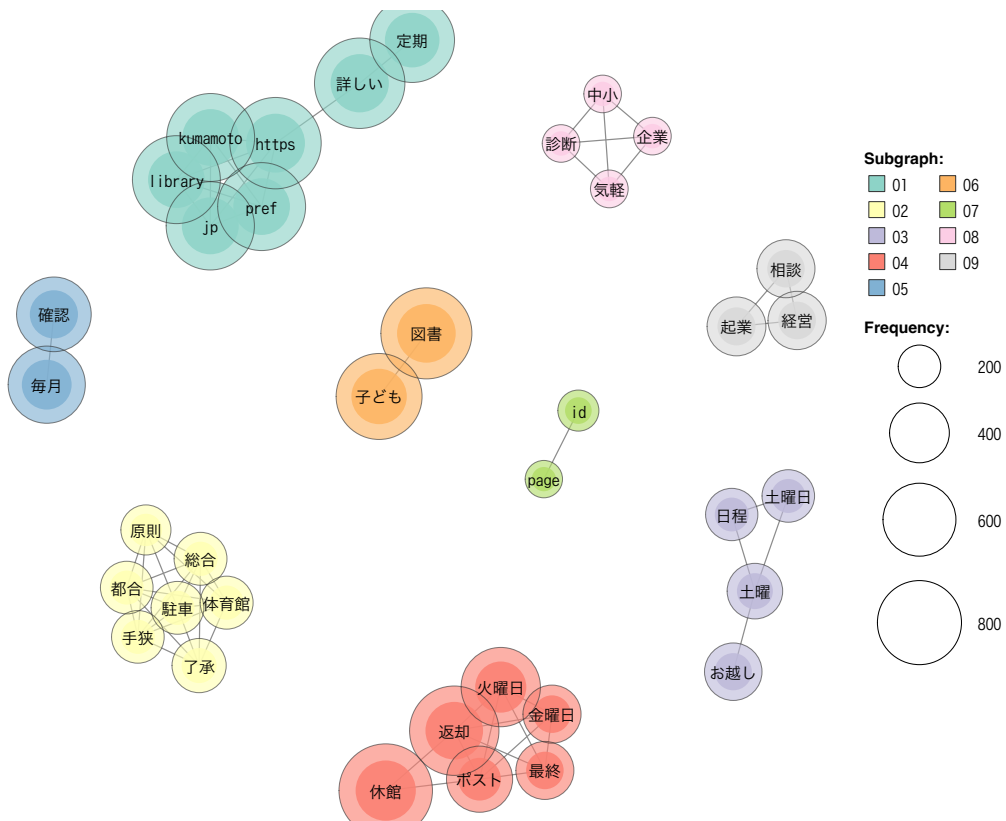 定期
詳しい
kumamoto
https
library
pref
jp
中小
診断
企業
気軽
Subgraph:
01
06
02
07
03
08
04
09
05
相談
起業
経営
Frequency:
200
400
600
800
確認
毎月
図書
子ども
id
page
日程
土曜日
土曜
お越し
原則
総合
都合
駐車
体育館
手狭
了承
火曜日
金曜日
返却
ポスト
最終
休館